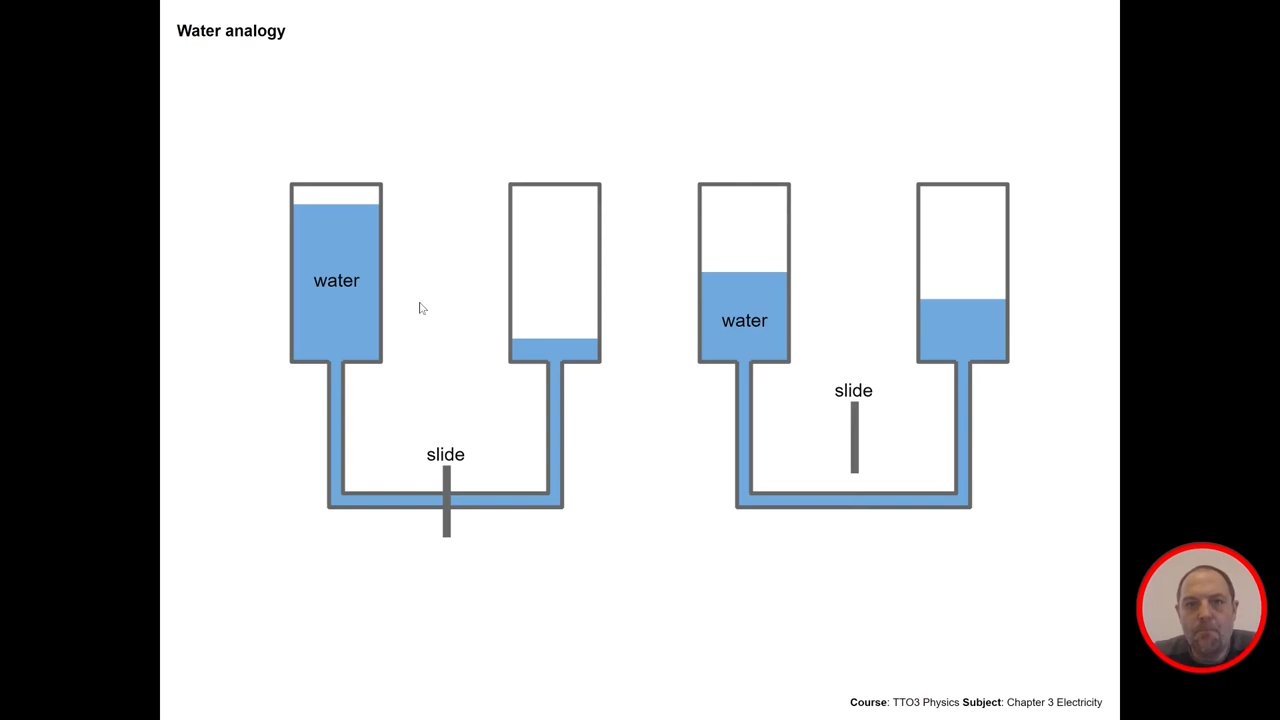 Water analogy
water
water
slide
slide
Course: TTO3 Physics Subject: Chapter 3 Electricity